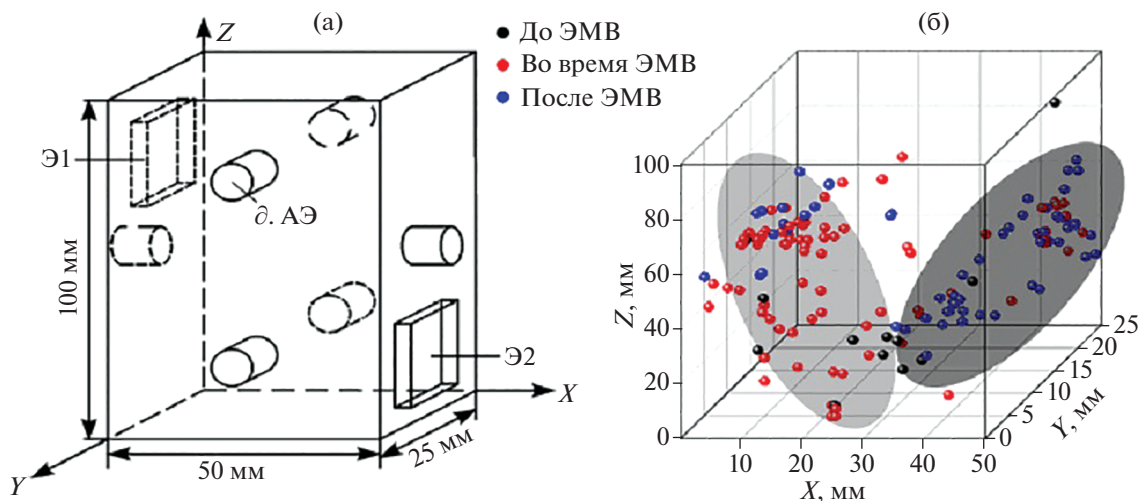 (а)
Z
Э1
д. АЭ
100 мм
Э2
X
25 мм
50 мм
Y
До ЭМВ
Во время ЭМВ
После ЭМВ
(б)
100
80
60
40
20
0
Z, мм
10 20 30 40 50
X, мм
0
5
10
15
20
25
Y, мм